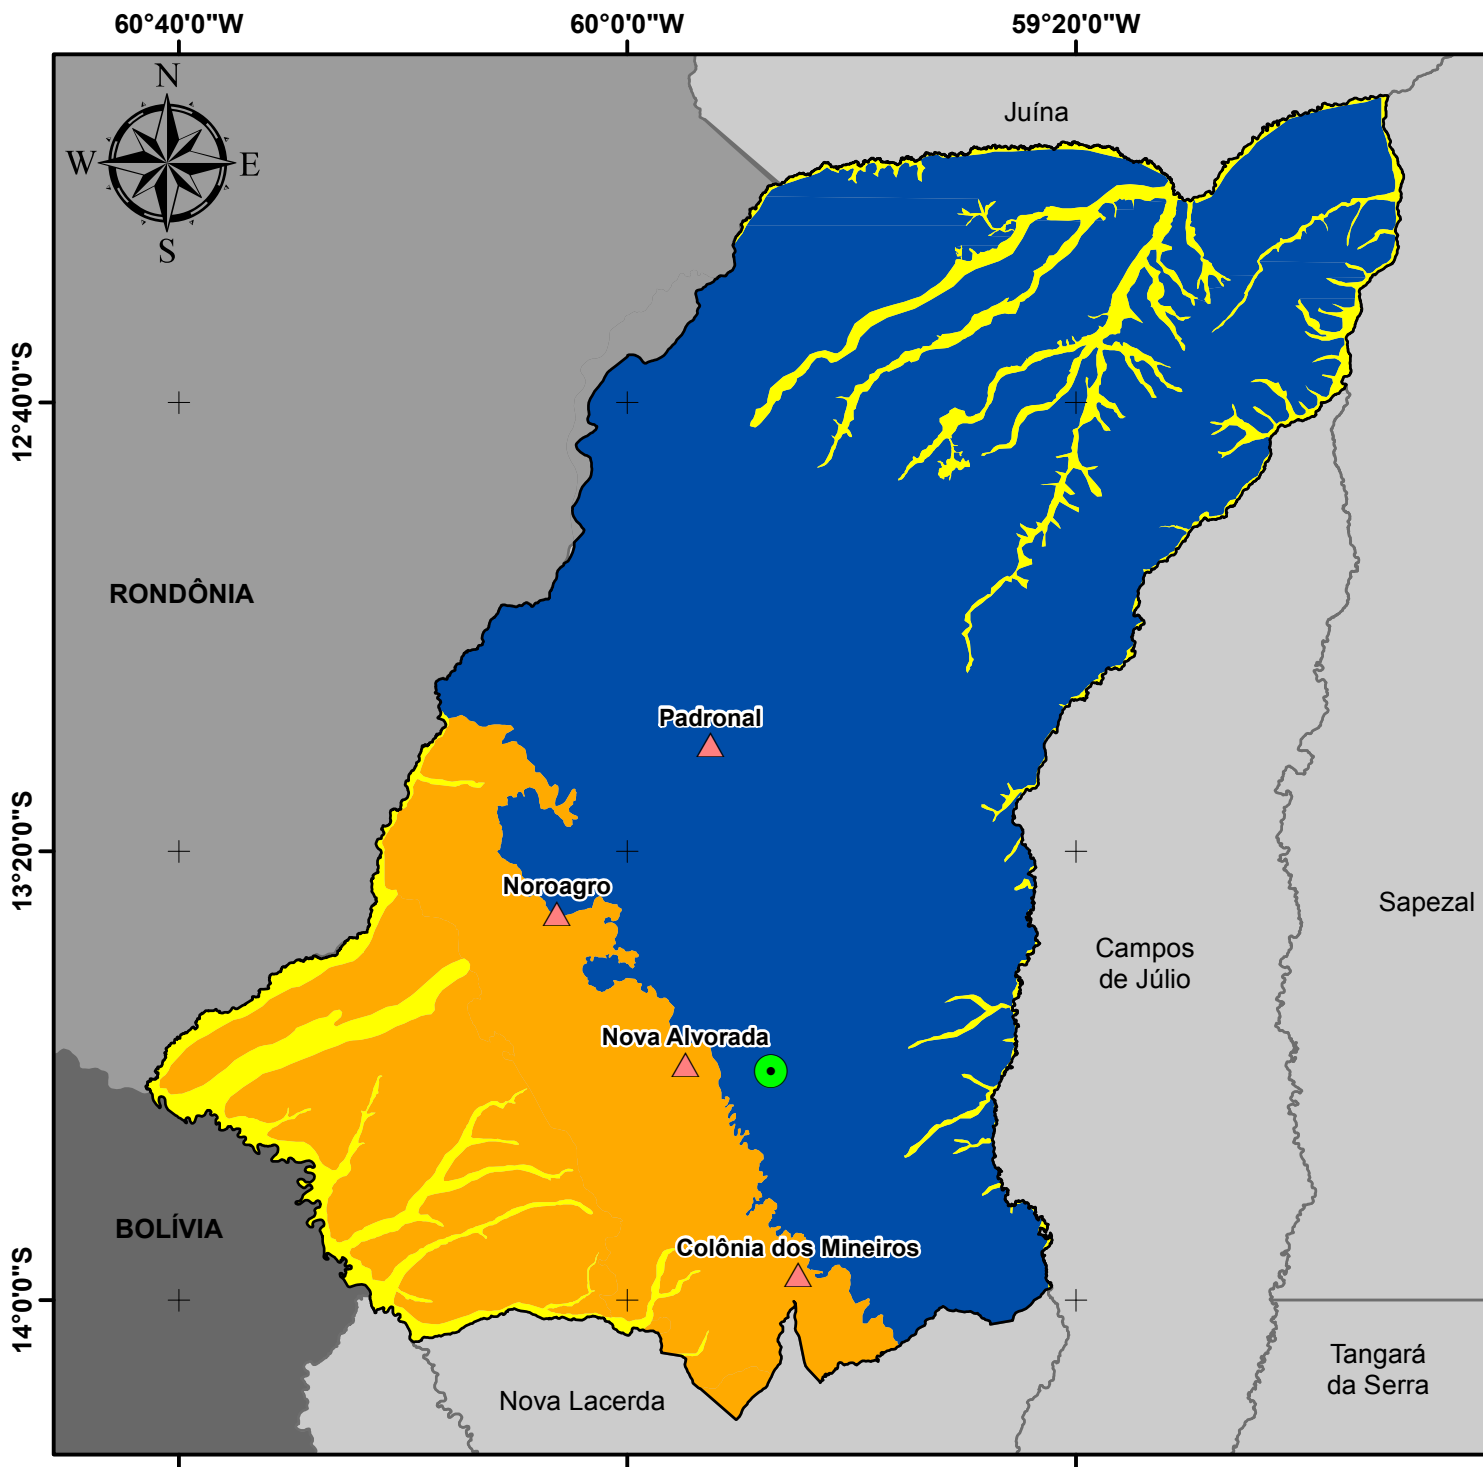 60°40'0"W
60°0'0"W
59°20'0"W
N
W
E
S
Juína
12°40'0"S
RONDÔNIA
Padronal
13°20'0"S
Noroagro
Sapezal
Campos
de Júlio
Nova Alvorada
BOLÍVIA
Colônia dos Mineiros
14°0'0"S
Tangará
da Serra
Nova Lacerda